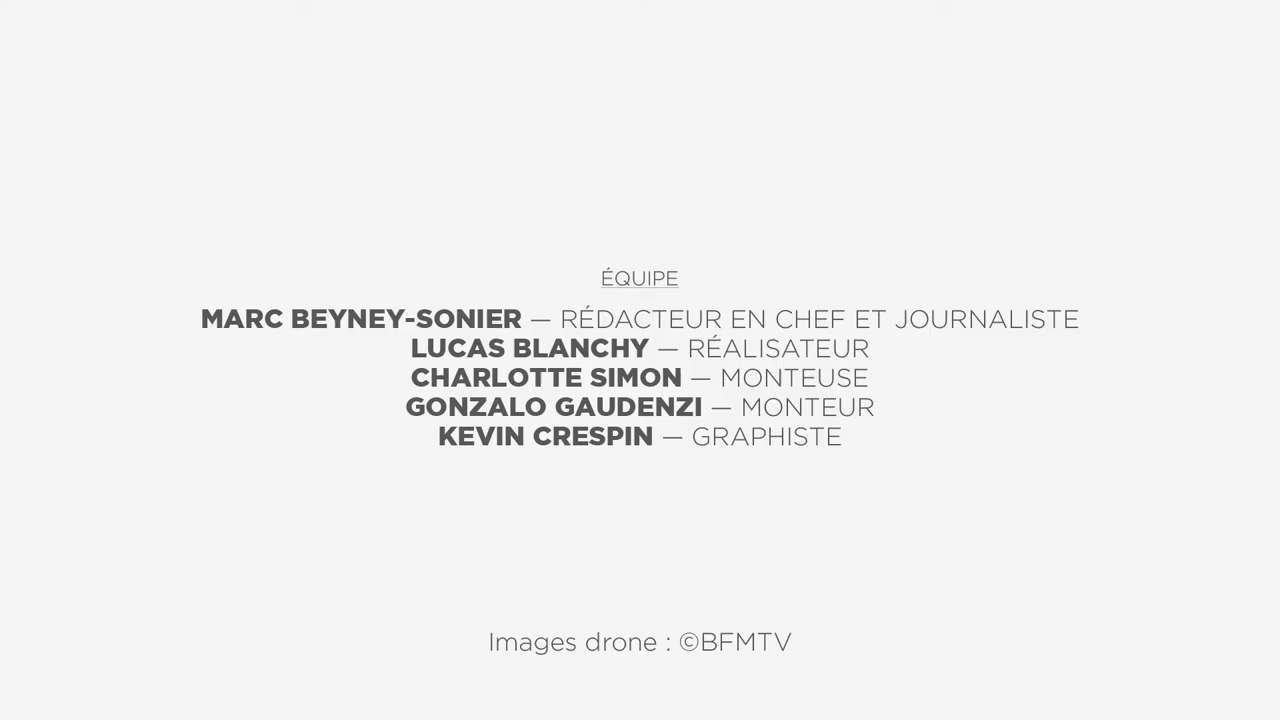 ÉQUIPE
MARC BEYNEY-SONIER — RÉDACTEUR EN CHEF ET JOURNALISTE
LUCAS BLANCHY — RÉALISATEUR
CHARLOTTE SIMON — MONTEUSE
GONZALO GAUDENZI — MONTEUR
KEVIN CRESPIN — GRAPHISTE
Images drone : ©BFMTV